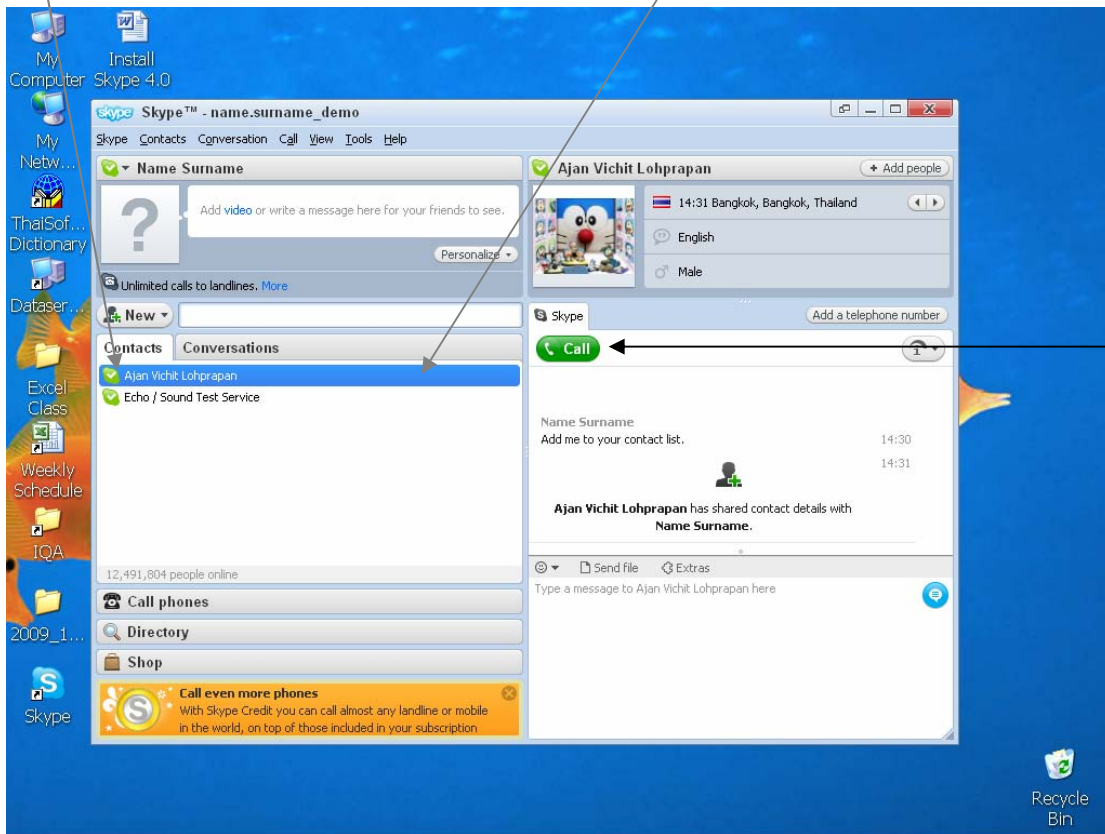 My Computer
Install Skype 4.0
My Netw...
ThaiSof... Dictionary
Dataser...
Excel Class
Weekly Schedule
IQA
2009_1...
Skype
skype Skype™ - name.surname_demo
Skype Contacts Conversation Call View Tools Help
Name Surname
?
Add video or write a message here for your friends to see.
Personalize
Unlimited calls to landlines. More
New
Contacts Conversations
Ajan Vichit Lohprapan
Echo / Sound Test Service
12,491,804 people online
Call phones
Directory
Shop
S
Call even more phones
With Skype Credit you can call almost any landline or mobile
in the world, on top of those included in your subscription
Ajan Vichit Lohprapan
+ Add people
14:31 Bangkok, Bangkok, Thailand
English
Male
Skype
Add a telephone number
Call
Name Surname
Add me to your contact list. 14:30
14:31
Ajan Vichit Lohprapan has shared contact details with
Name Surname.
Send file Extras
Type a message to Ajan Vichit Lohprapan here
Recycle Bin